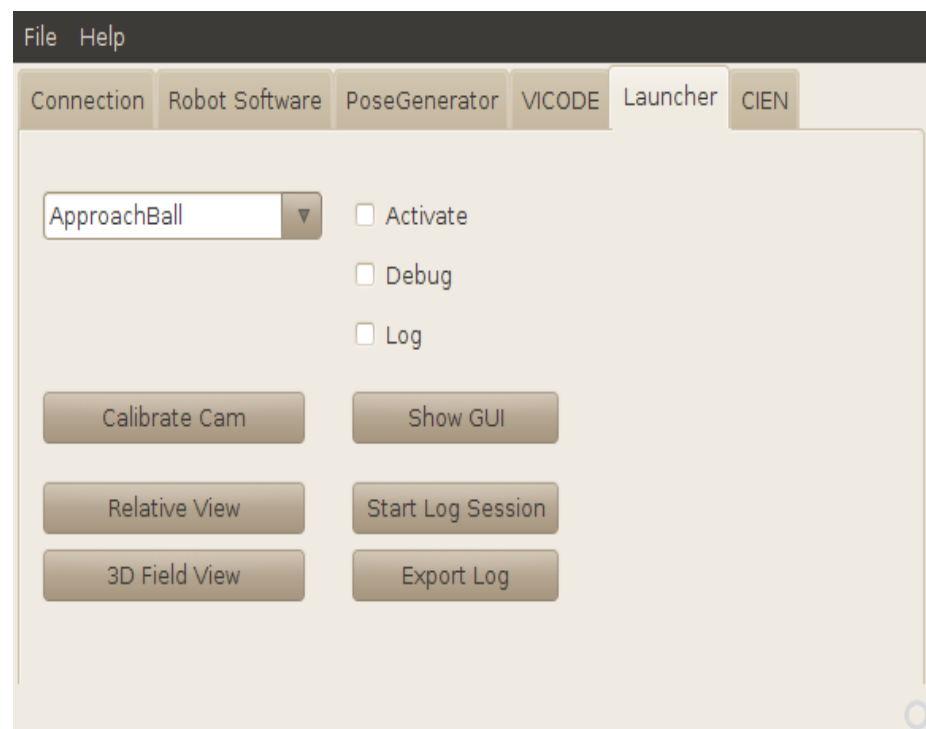 File Help
Connection Robot Software PoseGenerator VICODE Launcher CIEN
ApproachBall Activate
Debug
Log
Calibrate Cam Show GUI
Relative View Start Log Session
3D Field View Export Log